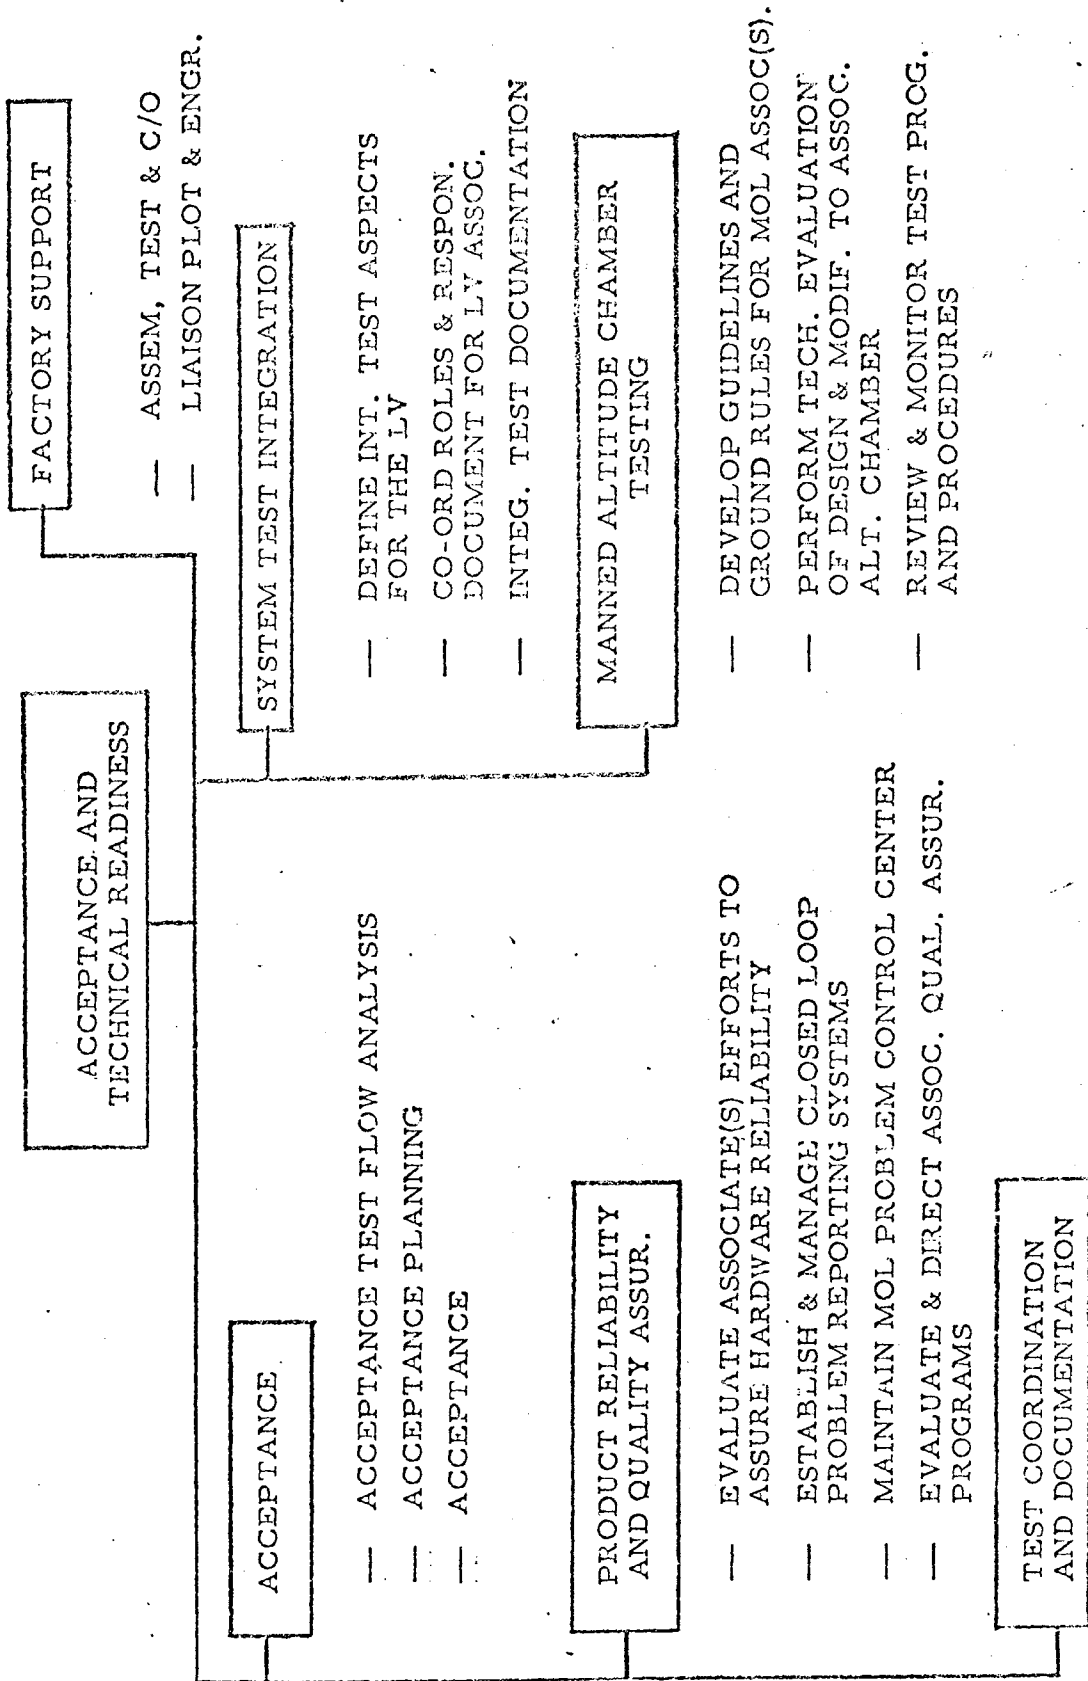 ACCEPTANCE AND
TECHNICAL READINESS
FACTORY SUPPORT
— ASSEM, TEST & C/O
— LIAISON PLOT & ENGR.
ACCEPTANCE
— ACCEPTANCE TEST FLOW ANALYSIS
— ACCEPTANCE PLANNING
— ACCEPTANCE
SYSTEM TEST INTEGRATION
— DEFINE INT. TEST ASPECTS
FOR THE LV
— CO-ORD ROLES & RESPON.
DOCUMENT FOR LV ASSOC.
— INTEG. TEST DOCUMENTATION
PRODUCT RELIABILITY
AND QUALITY ASSUR.
— EVALUATE ASSOCIATE(S) EFFORTS TO
ASSURE HARDWARE RELIABILITY
— ESTABLISH & MANAGE CLOSED LOOP
PROBLEM REPORTING SYSTEMS
— MAINTAIN MOL PROBLEM CONTROL CENTER
— EVALUATE & DIRECT ASSOC. QUAL. ASSUR.
PROGRAMS
MANNED ALTITUDE CHAMBER
TESTING
— DEVELOP GUIDELINES AND
GROUND RULES FOR MOL ASSOC(S).
— PERFORM TECH. EVALUATION
OF DESIGN & MODIF. TO ASSOC.
ALT. CHAMBER
— REVIEW & MONITOR TEST PROG.
AND PROCEDURES
TEST COORDINATION
AND DOCUMENTATION